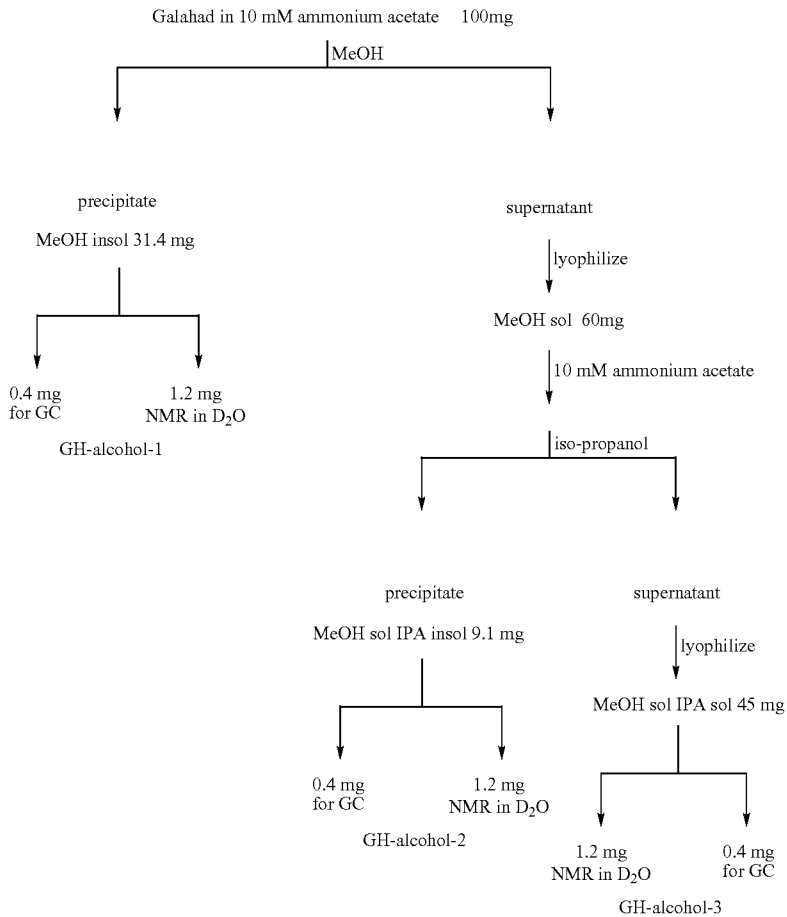 Galahad in 10 mM ammonium acetate 100mg
MeOH
precipitate
MeOH insol 31.4 mg
0.4 mg
for GC
1.2 mg
NMR in D₂O
GH-alcohol-1
supernatant
lyophilize
MeOH sol 60mg
10 mM ammonium acetate
iso-propanol
precipitate
MeOH sol IPA insol 9.1 mg
0.4 mg
for GC
1.2 mg
NMR in D₂O
GH-alcohol-2
supernatant
lyophilize
MeOH sol IPA sol 45 mg
1.2 mg
NMR in D₂O
0.4 mg
for GC
GH-alcohol-3